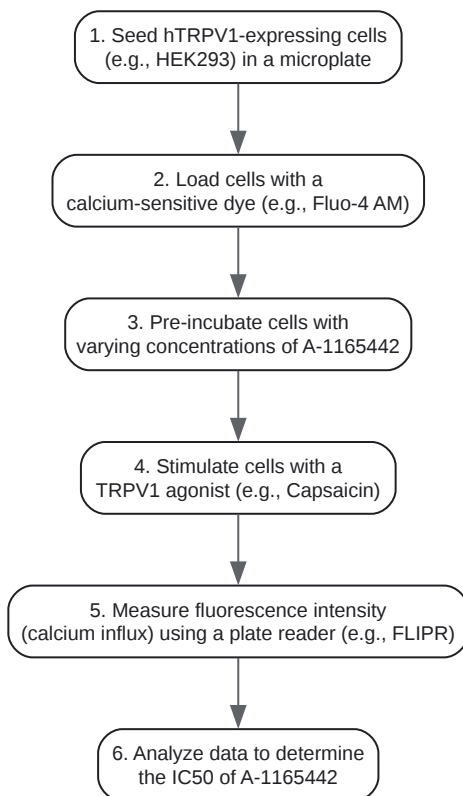 1. Seed hTRPV1-expressing cells
(e.g., HEK293) in a microplate
2. Load cells with a
calcium-sensitive dye (e.g., Fluo-4 AM)
3. Pre-incubate cells with
varying concentrations of A-1165442
4. Stimulate cells with a
TRPV1 agonist (e.g., Capsaicin)
5. Measure fluorescence intensity
(calcium influx) using a plate reader (e.g., FLIPR)
6. Analyze data to determine
the IC50 of A-1165442